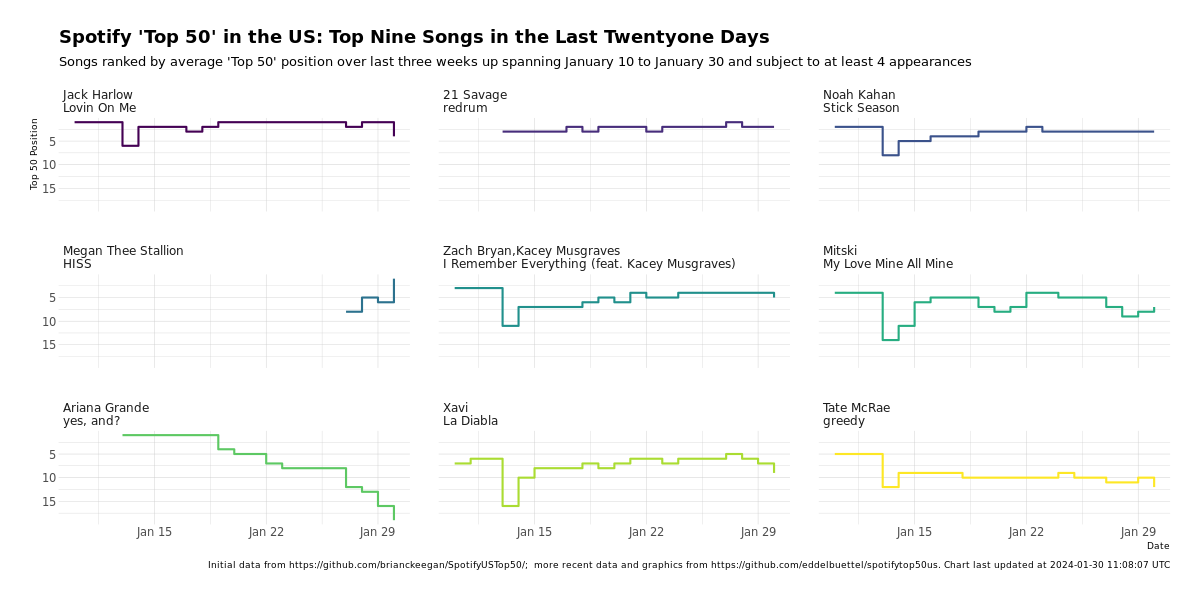 Spotify 'Top 50' in the US: Top Nine Songs in the Last Twentyone Days
Songs ranked by average 'Top 50' position over last three weeks up spanning January 10 to January 30 and subject to at least 4 appearances
Jack Harlow
Lovin On Me
21 Savage
redrum
Noah Kahan
Stick Season
Top 50 Position
5
10
15
Megan Thee Stallion
HISS
Zach Bryan,Kacey Musgraves
I Remember Everything (feat. Kacey Musgraves)
Mitski
My Love Mine All Mine
5
10
15
Ariana Grande
yes, and?
Xavi
La Diabla
Tate McRae
greedy
5
10
15
Jan 15 Jan 22 Jan 29 Jan 15 Jan 22 Jan 29 Jan 15 Jan 22 Jan 29
Date
Initial data from https://github.com/brianckeegan/SpotifyUSTop50/;  more recent data and graphics from https://github.com/eddelbuettel/spotifytop50us. Chart last updated at 2024-01-30 11:08:07 UTC